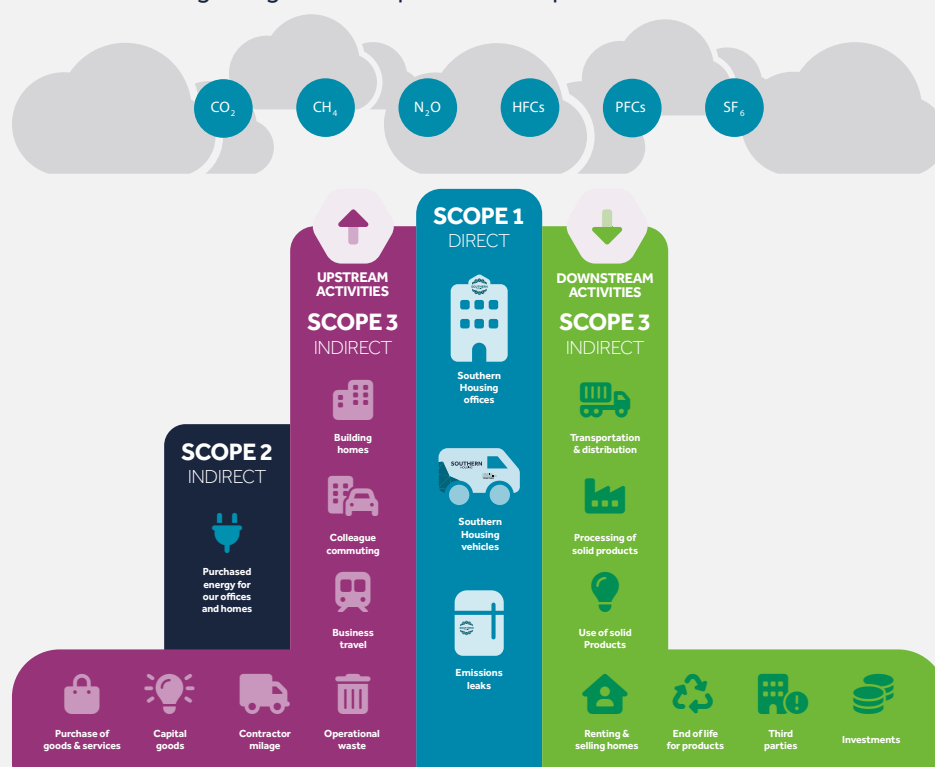 CO₂
CH₄
N₂O
HFCs
PFCs
SF₆
SCOPE 1
DIRECT
Southern
Housing
offices
SOUTHERN
Southern
Housing
vehicles
Emissions
leaks
UPSTREAM
ACTIVITIES
SCOPE 3
INDIRECT
Building
homes
Colleague
commuting
Business
travel
DOWNSTREAM
ACTIVITIES
SCOPE 3
INDIRECT
Transportation
& distribution
Processing of
solid products
Use of solid
Products
SCOPE 2
INDIRECT
Purchased
energy for
our offices
and homes
Purchase of
goods & services
Capital
goods
Contractor
milage
Operational
waste
Renting &
selling homes
End of life
for products
Third
parties
Investments